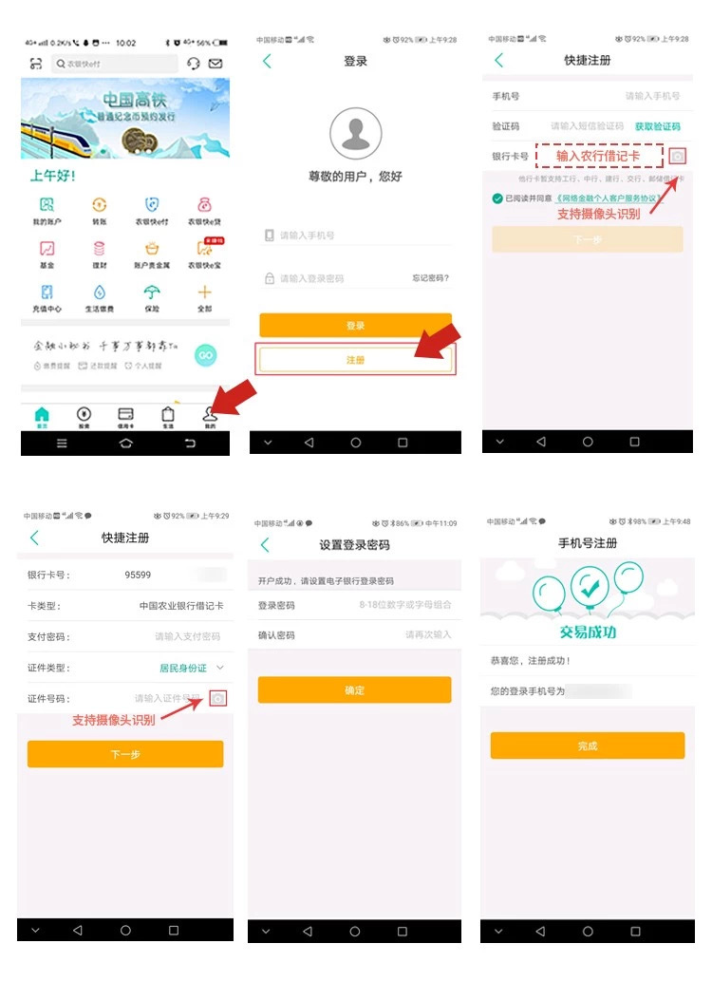 4G+ 0.2K/s 10:02 4G+ 56%
农银快e付
中国高铁
普通纪念币预约发行
上午好!
我的账户 转账 农银快e付 农银快e贷
基金 理财 账户贵金属 农银快e宝
充值中心 生活缴费 保险 全部
金融小秘书 千事万事都靠Ta
GO
缴费提醒 还款提醒 个人提醒
首页 投资 信用卡 生活 我的
中国移动 92% 上午9:28
登录
尊敬的用户，您好
请输入手机号
请输入登录密码 忘记密码?
登录
注册
中国移动 92% 上午9:28
快捷注册
手机号 请输入手机号
验证码 请输入短信验证码 获取验证码
银行卡号 输入农行借记卡
他行卡暂支持工行、中行、建行、交行、邮储借记卡
已阅读并同意《网络金融个人客户服务协议》
支持摄像头识别
下一步
中国移动 92% 上午9:29
快捷注册
银行卡号: 95599
卡类型: 中国农业银行借记卡
支付密码: 请输入支付密码
证件类型: 居民身份证
证件号码: 请输入证件号码
支持摄像头识别
下一步
中国移动 86% 中午11:09
设置登录密码
开户成功，请设置电子银行登录密码
登录密码 8-18位数字或字母组合
确认密码 请再次输入
确定
中国移动 98% 上午9:48
手机号注册
交易成功
恭喜您，注册成功!
您的登录手机号为
完成